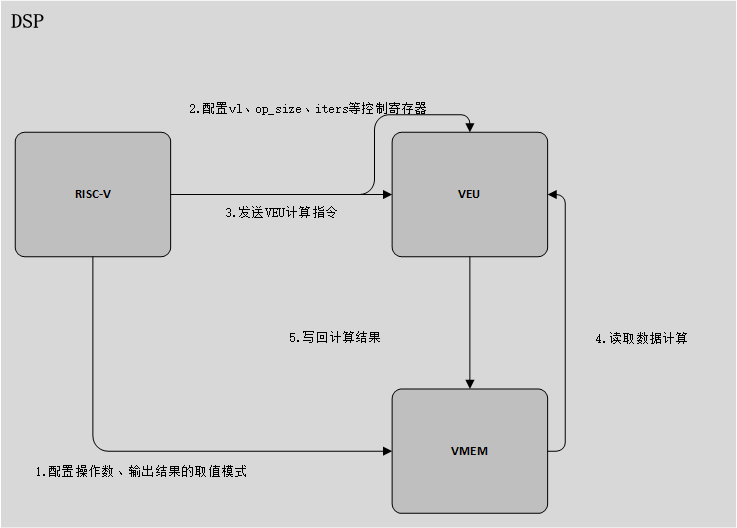 DSP
2.配置vl、op_size、iters等控制寄存器
RISC-V
VEU
3.发送VEU计算指令
5.写回计算结果
4.读取数据计算
VMEM
1.配置操作数、输出结果的取值模式